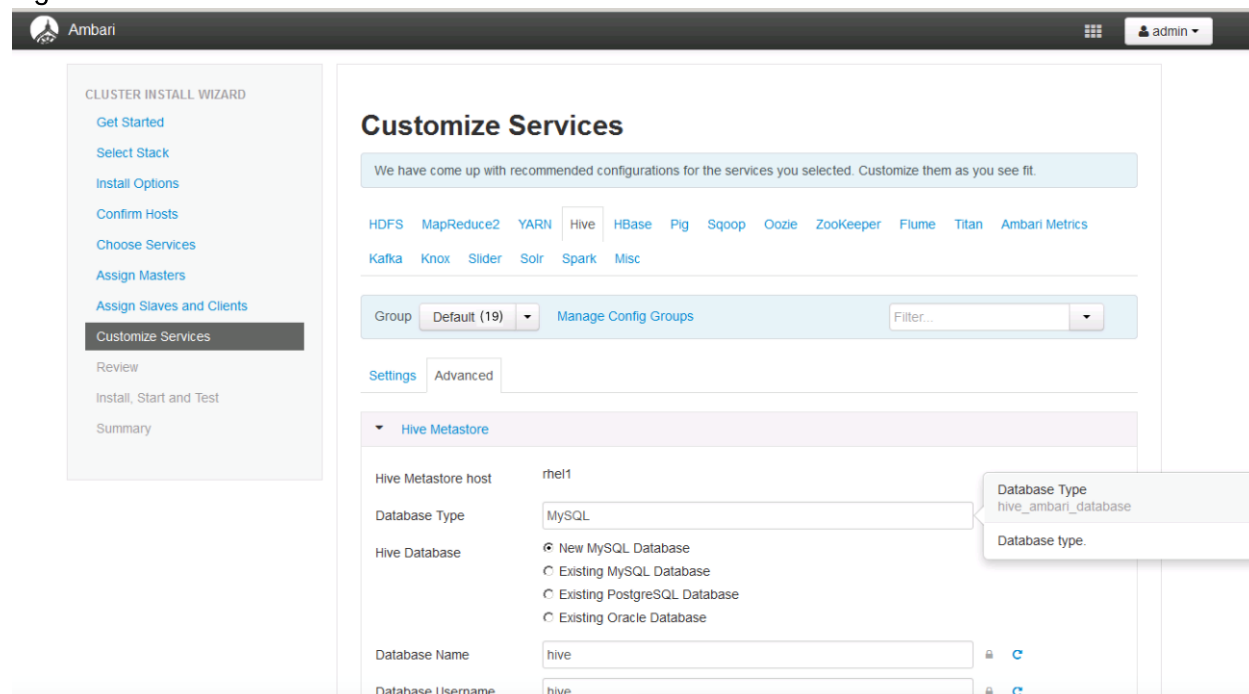 Ambari
admin
CLUSTER INSTALL WIZARD
Get Started
Select Stack
Install Options
Confirm Hosts
Choose Services
Assign Masters
Assign Slaves and Clients
Customize Services
Review
Install, Start and Test
Summary
Customize Services
We have come up with recommended configurations for the services you selected. Customize them as you see fit.
HDFS MapReduce2 YARN Hive HBase Pig Sqoop Oozie ZooKeeper Flume Titan Ambari Metrics
Kafka Knox Slider Solr Spark Misc
Group Default (19) Manage Config Groups Filter...
Settings Advanced
Hive Metastore
Hive Metastore host rhel1
Database Type MySQL
Hive Database New MySQL Database
Existing MySQL Database
Existing PostgreSQL Database
Existing Oracle Database
Database Name hive
Database Username hive
Database Type
hive_ambari_database
Database type.